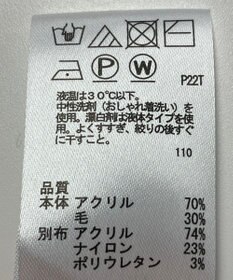 P W
P22T
液温は30℃以下。
中性洗剤(おしゃれ着洗い)を
使用。漂白剤は液体タイプを使
用。よくすすぎ、絞りの後すぐ
に干すこと。
110
品質
本体 アクリル 70%
毛 30%
別布 アクリル 74%
ナイロン 23%
ポリウレタン 3%